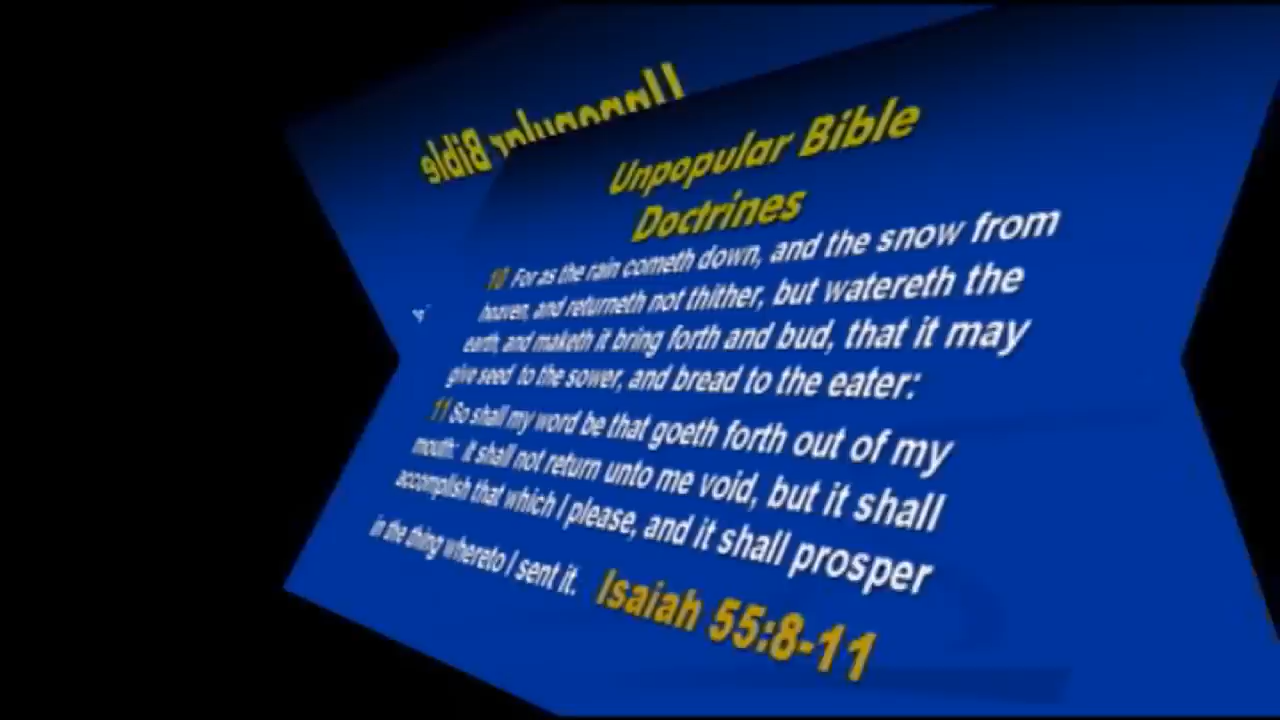 Unpopular Bible
Unpopular Bible
Doctrines
10 For as the rain cometh down, and the snow from
heaven, and returneth not thither, but watereth the
earth, and maketh it bring forth and bud, that it may
give seed to the sower, and bread to the eater:
11 So shall my word be that goeth forth out of my
mouth: it shall not return unto me void, but it shall
accomplish that which I please, and it shall prosper
in the thing whereto I sent it. Isaiah 55:8-11